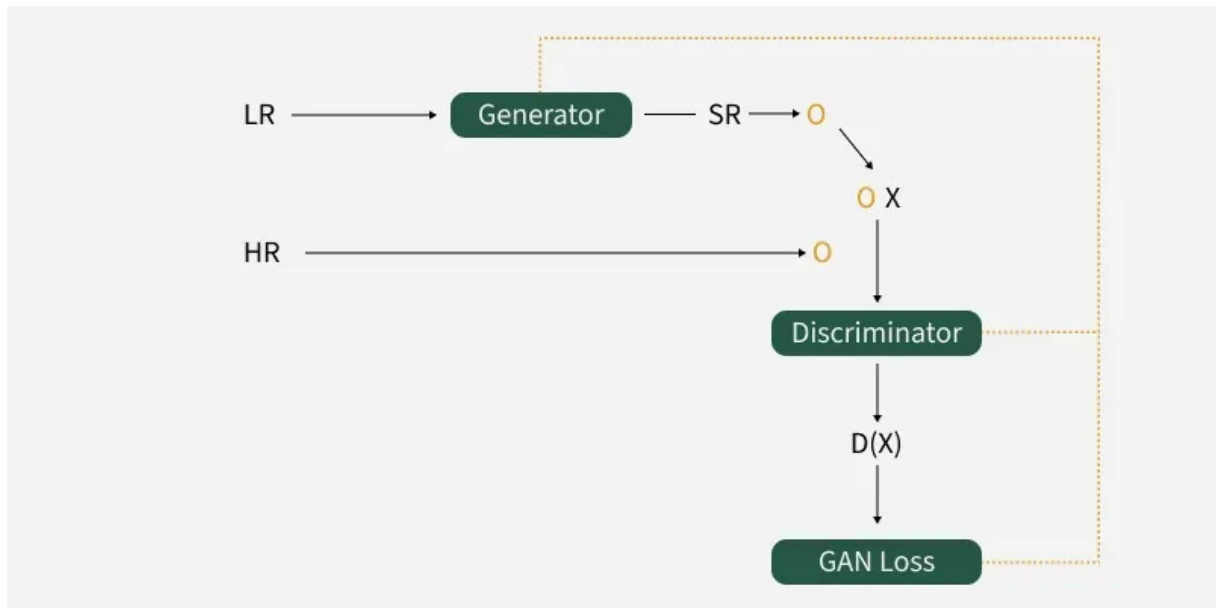 LR Generator SR O
O X
HR O
Discriminator
D(X)
GAN Loss